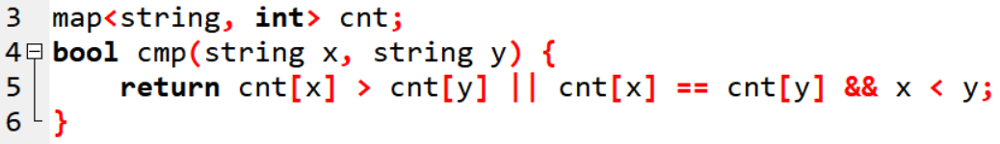 3 map<string, int> cnt;
4 bool cmp(string x, string y) {
5     return cnt[x] > cnt[y] || cnt[x] == cnt[y] && x < y;
6 }